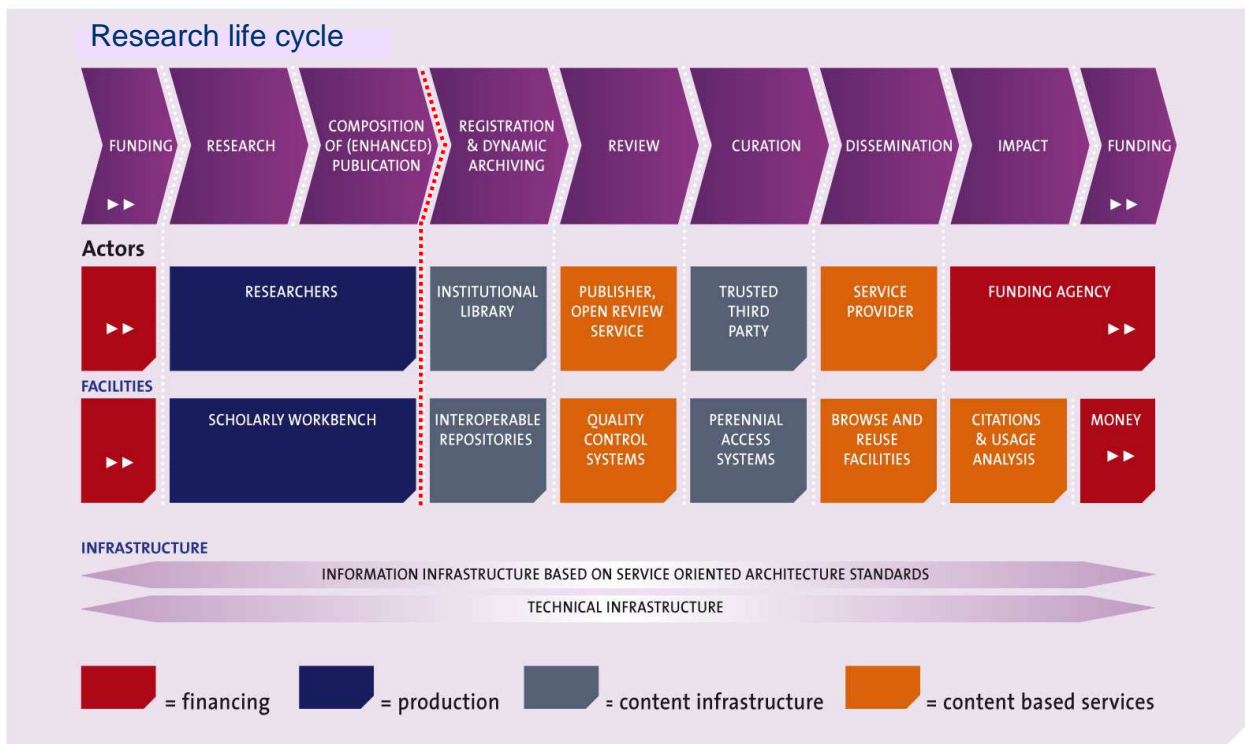 Research life cycle
FUNDING
RESEARCH
COMPOSITION
OF (ENHANCED)
PUBLICATION
REGISTRATION
& DYNAMIC
ARCHIVING
REVIEW
CURATION
DISSEMINATION
IMPACT
FUNDING
Actors
RESEARCHERS
INSTITUTIONAL
LIBRARY
PUBLISHER,
OPEN REVIEW
SERVICE
TRUSTED
THIRD
PARTY
SERVICE
PROVIDER
FUNDING AGENCY
FACILITIES
SCHOLARLY WORKBENCH
INTEROPERABLE
REPOSITORIES
QUALITY
CONTROL
SYSTEMS
PERENNIAL
ACCESS
SYSTEMS
BROWSE AND
REUSE
FACILITIES
CITATIONS
& USAGE
ANALYSIS
MONEY
INFRASTRUCTURE
INFORMATION INFRASTRUCTURE BASED ON SERVICE ORIENTED ARCHITECTURE STANDARDS
TECHNICAL INFRASTRUCTURE
= financing
= production
= content infrastructure
= content based services